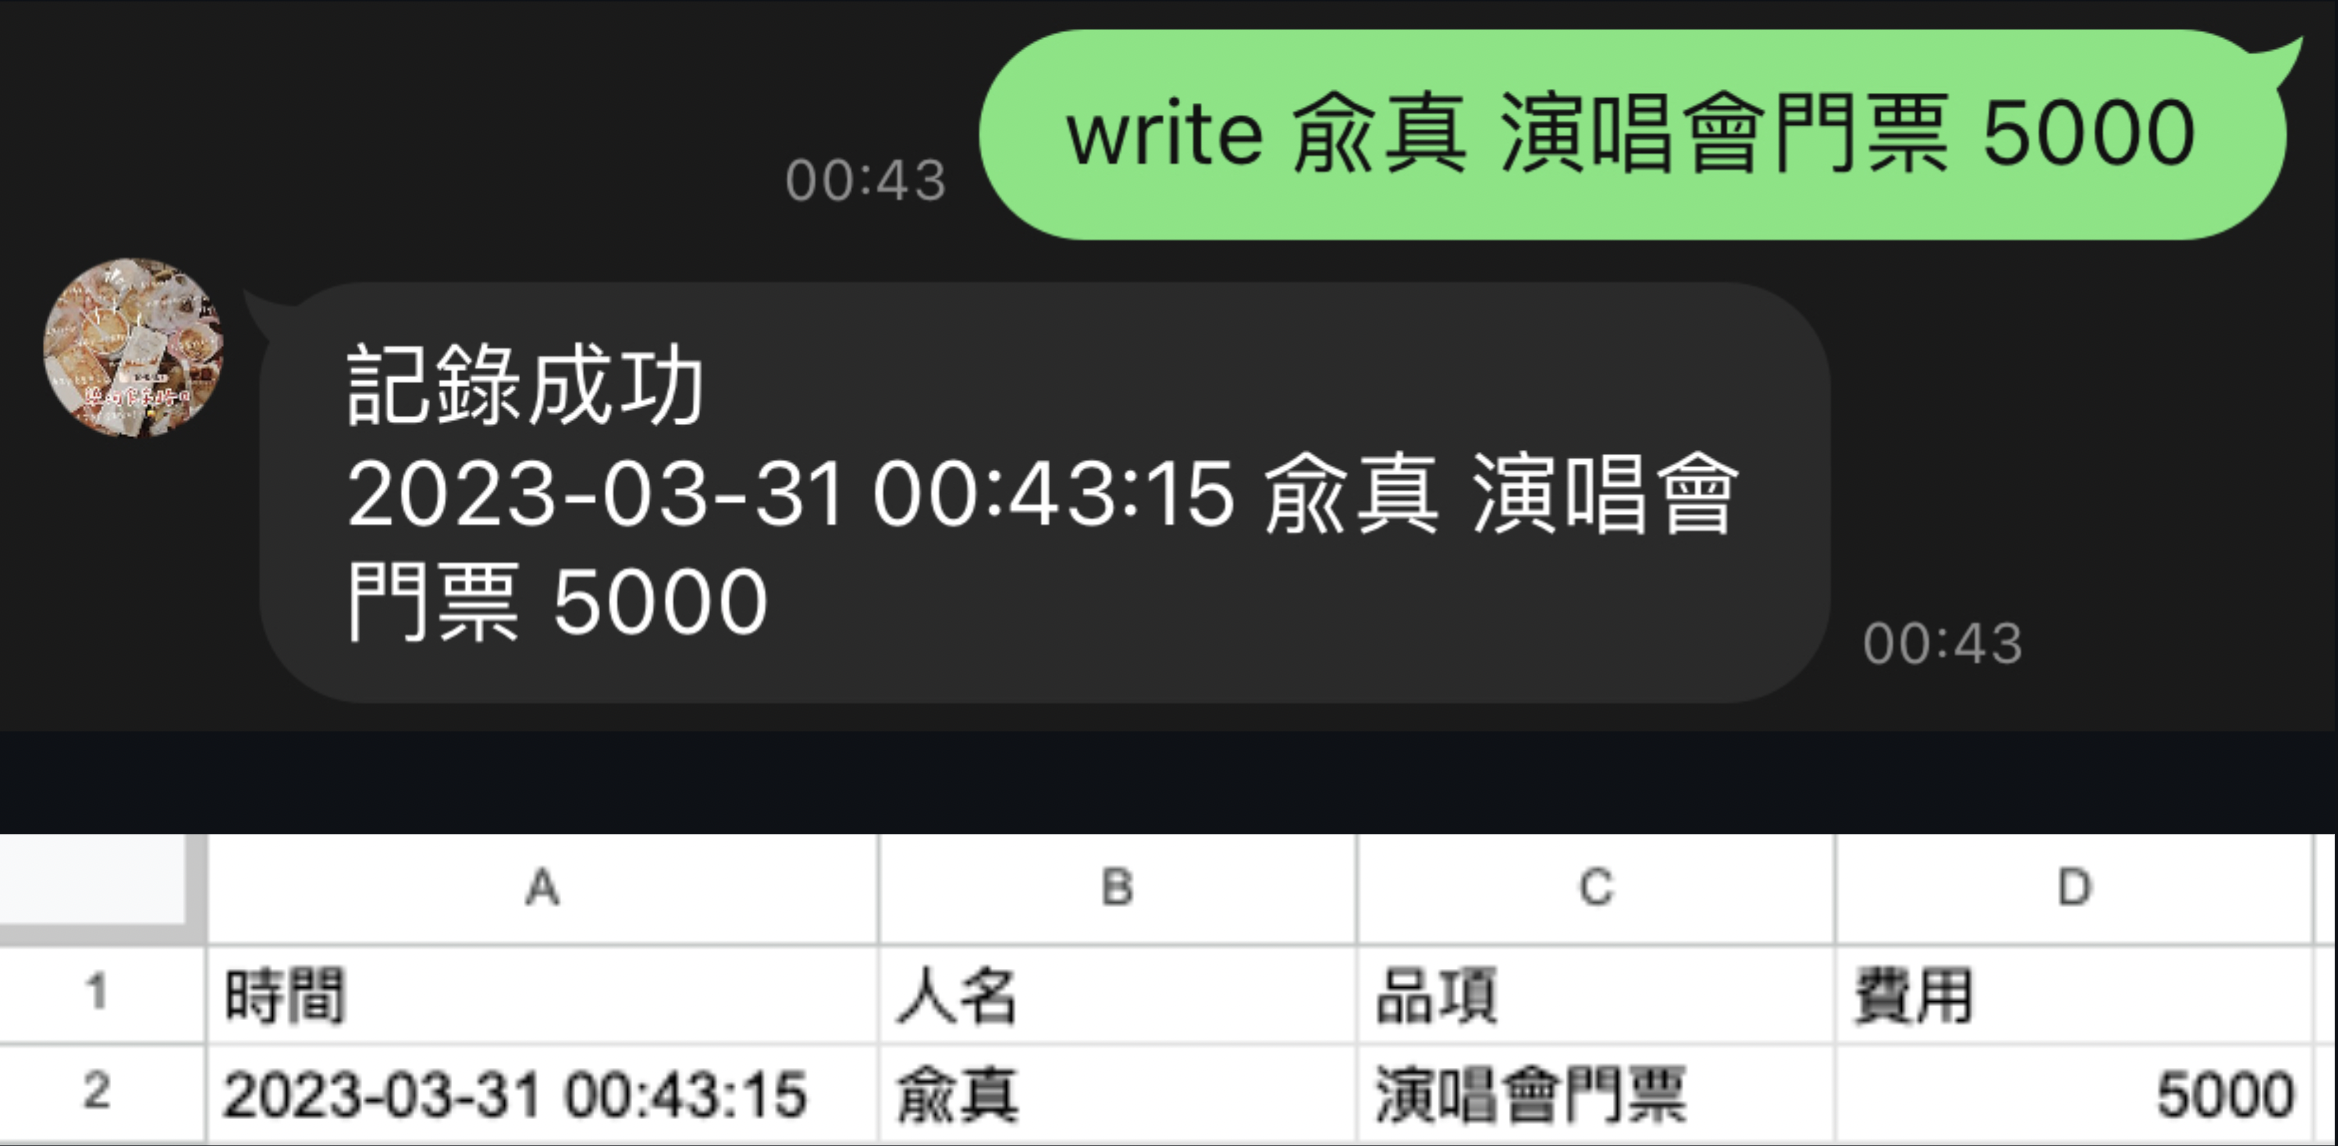 write 俞真 演唱會門票 5000
00:43
記錄成功
2023-03-31 00:43:15 俞真 演唱會
門票 5000
00:43
A B C D
1 時間 人名 品項 費用
2 2023-03-31 00:43:15 俞真 演唱會門票 5000